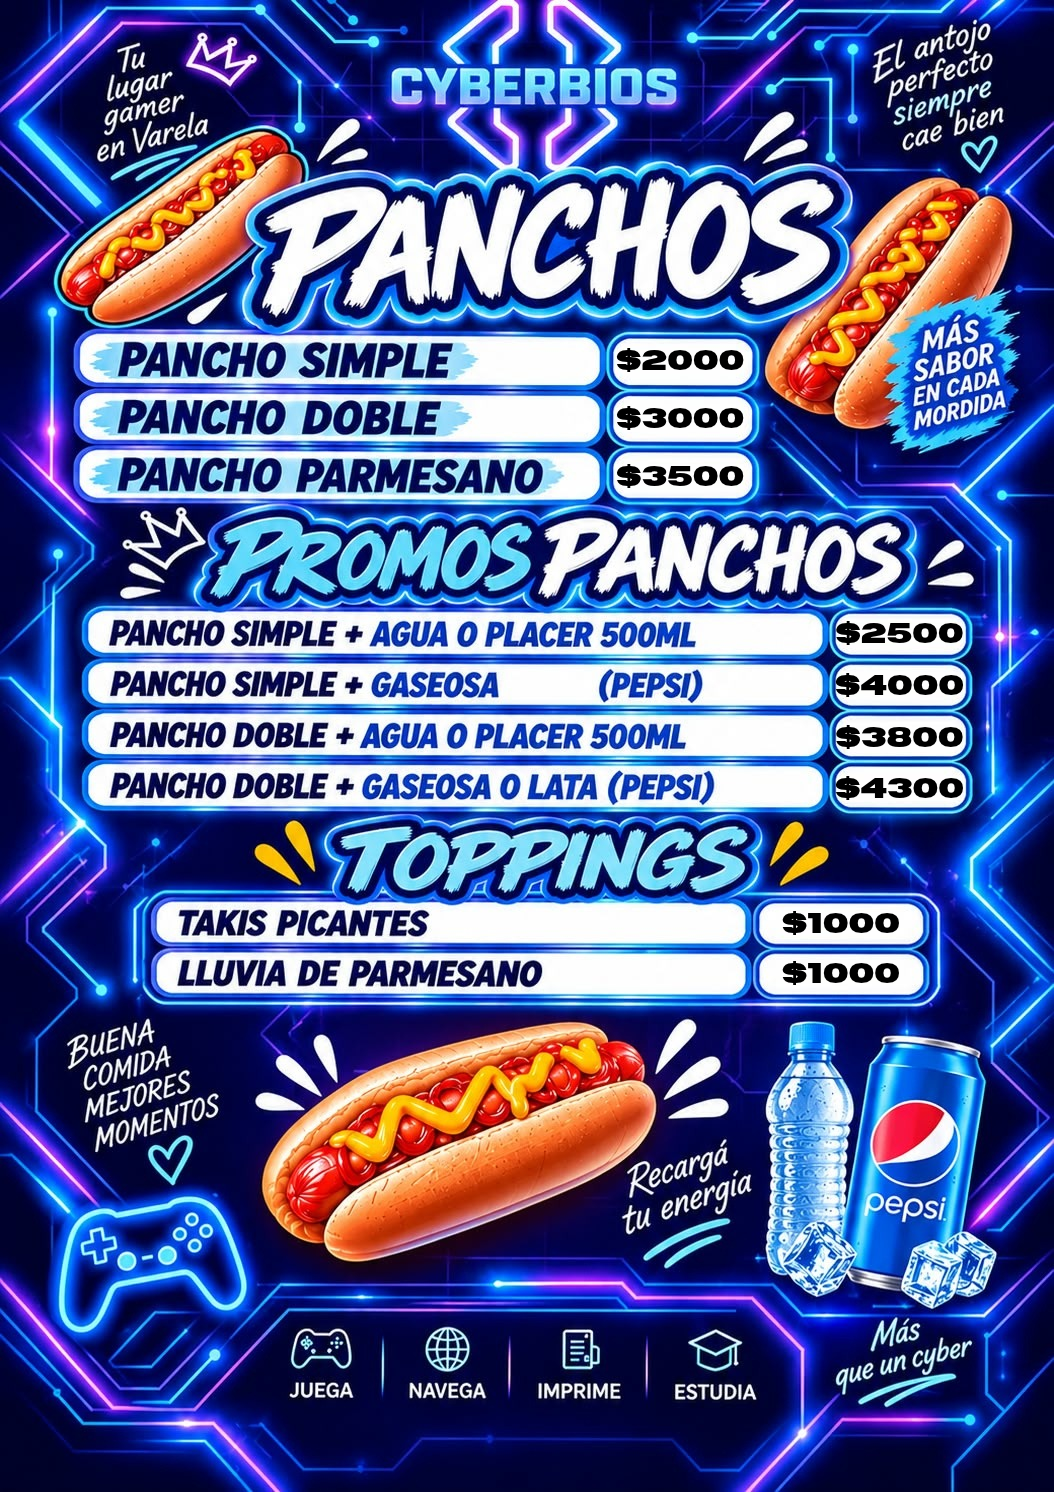 Tu
lugar
gamer
en Varela
CYBERBIOS
El antojo
perfecto
siempre
cae bien
PANCHOS
MÁS
SABOR
EN CADA
MORDIDA
PANCHO SIMPLE $2000
PANCHO DOBLE $3000
PANCHO PARMESANO $3500
PROMOS PANCHOS
PANCHO SIMPLE + AGUA O PLACER 500ML $2500
PANCHO SIMPLE + GASEOSA (PEPSI) $4000
PANCHO DOBLE + AGUA O PLACER 500ML $3800
PANCHO DOBLE + GASEOSA O LATA (PEPSI) $4300
TOPPINGS
TAKIS PICANTES $1000
LLUVIA DE PARMESANO $1000
BUENA
COMIDA
MEJORES
MOMENTOS
Recargá
tu energía
pepsi
JUEGA
NAVEGA
IMPRIME
ESTUDIA
Más
que un cyber